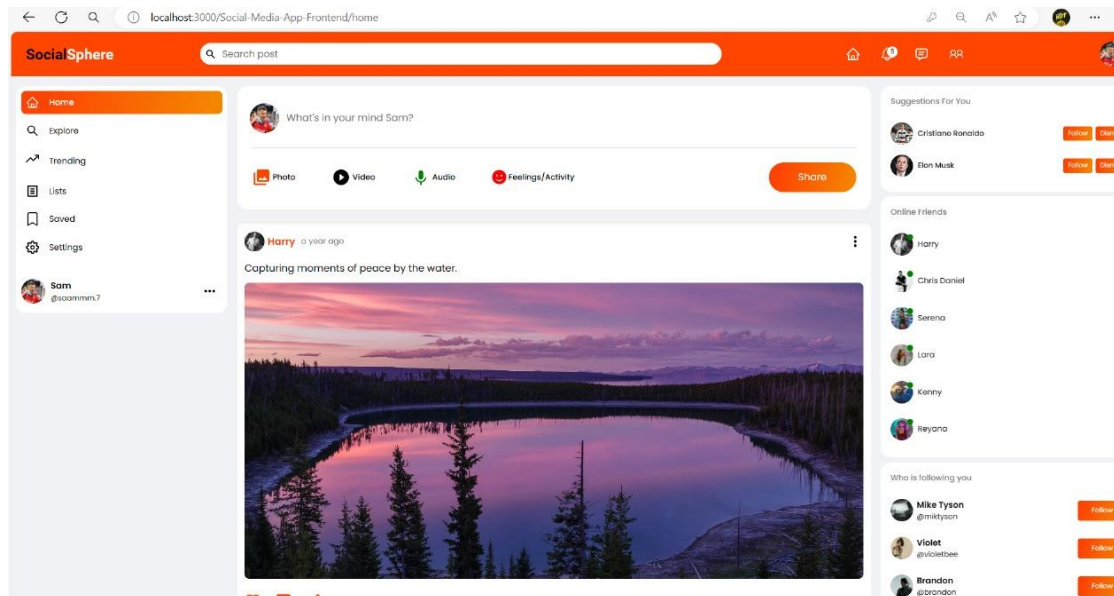 localhost:3000/Social-Media-App-Frontend/home
SocialSphere
Search post
5
Home
Explore
Trending
Lists
Saved
Settings
Sam
@saammm.7
What's in your mind Sam?
Photo
Video
Audio
Feelings/Activity
Share
Harry a year ago
Capturing moments of peace by the water.
Suggestions For You
Cristiano Ronaldo
Follow
Elon Musk
Follow
Online Friends
Harry
Chris Daniel
Serena
Lara
Kenny
Reyana
Who is following you
Mike Tyson
@miktyson
Follow
Violet
@violetbee
Follow
Brandon
@brandon
Follow